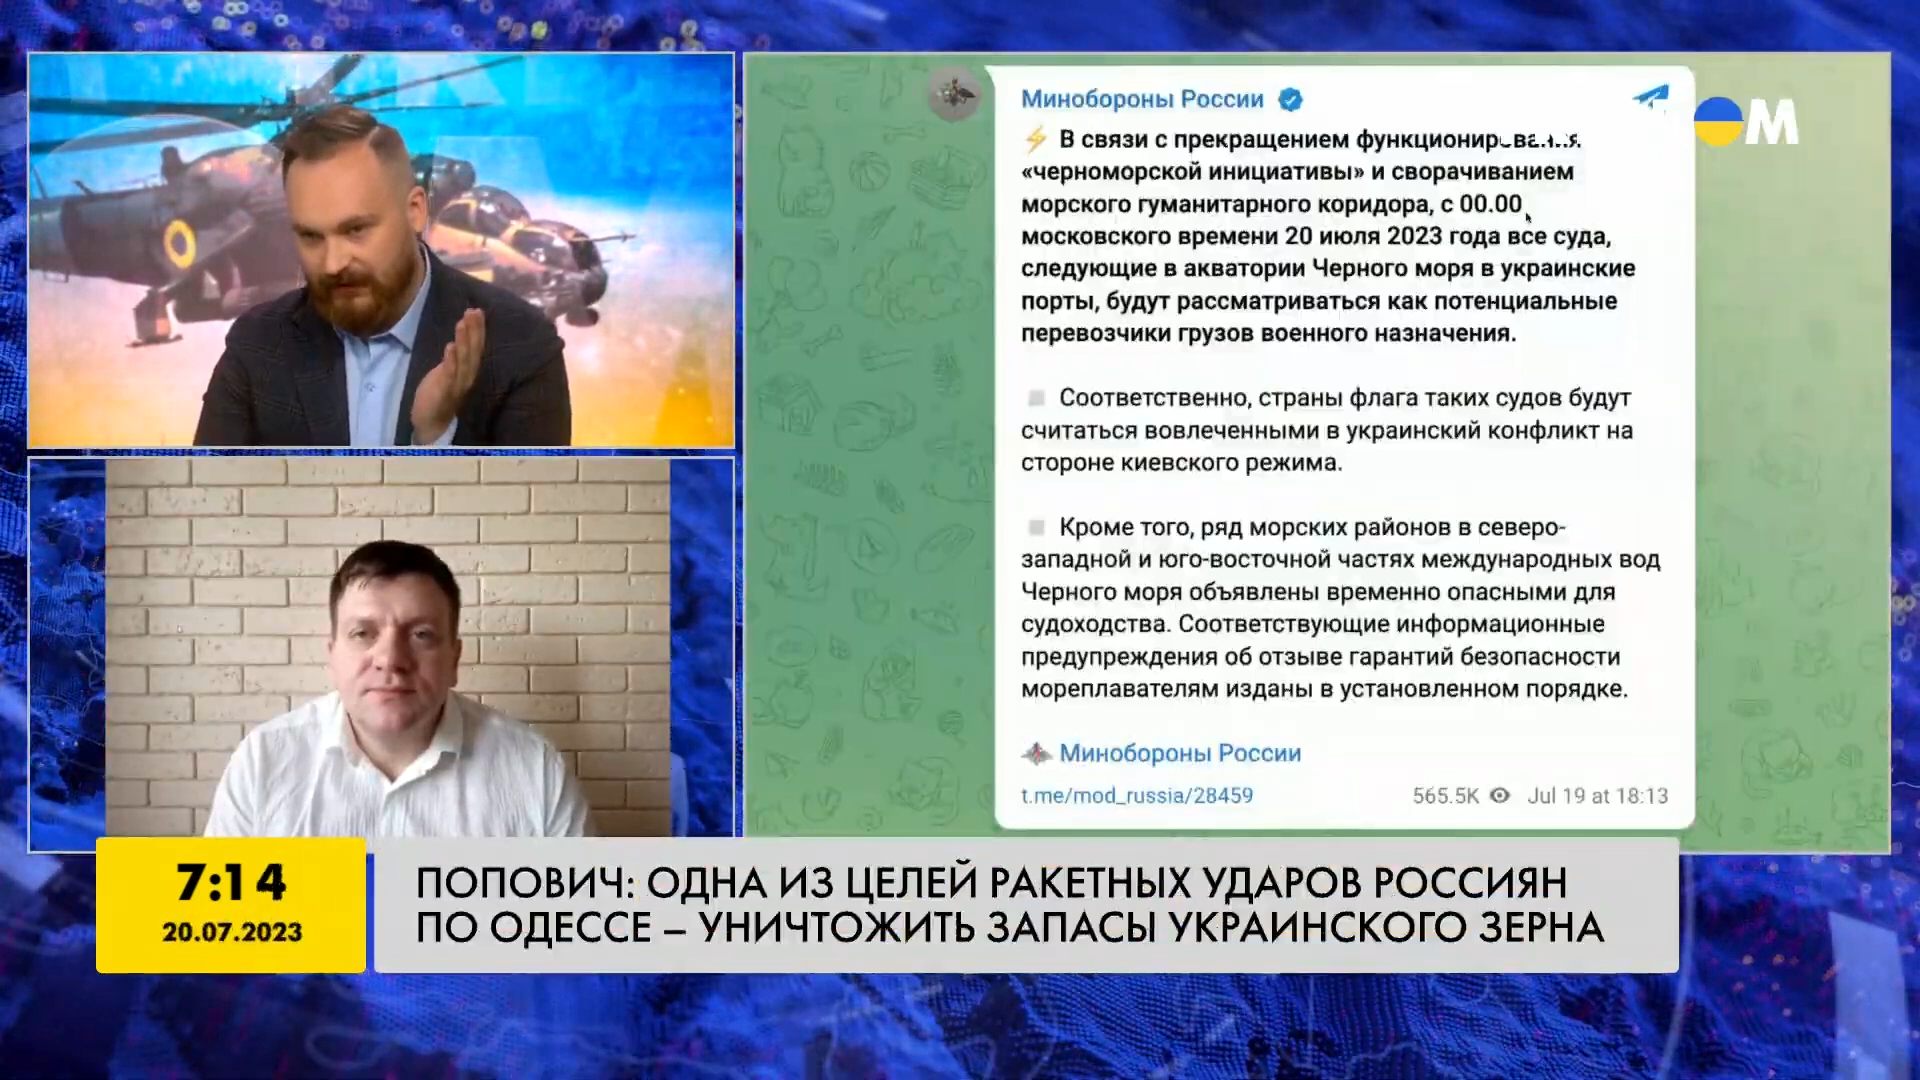 Минобороны России
⚡ В связи с прекращением функционирования
«черноморской инициативы» и сворачиванием
морского гуманитарного коридора, с 00.00
московского времени 20 июля 2023 года все суда,
следующие в акватории Черного моря в украинские
порты, будут рассматриваться как потенциальные
перевозчики грузов военного назначения.
Соответственно, страны флага таких судов будут
считаться вовлеченными в украинский конфликт на
стороне киевского режима.
Кроме того, ряд морских районов в северо-
западной и юго-восточной частях международных вод
Черного моря объявлены временно опасными для
судоходства. Соответствующие информационные
предупреждения об отзыве гарантий безопасности
мореплавателям изданы в установленном порядке.
Минобороны России
t.me/mod_russia/28459 565.5K Jul 19 at 18:13
М
7:14
20.07.2023
ПОПОВИЧ: ОДНА ИЗ ЦЕЛЕЙ РАКЕТНЫХ УДАРОВ РОССИЯН
ПО ОДЕССЕ – УНИЧТОЖИТЬ ЗАПАСЫ УКРАИНСКОГО ЗЕРНА